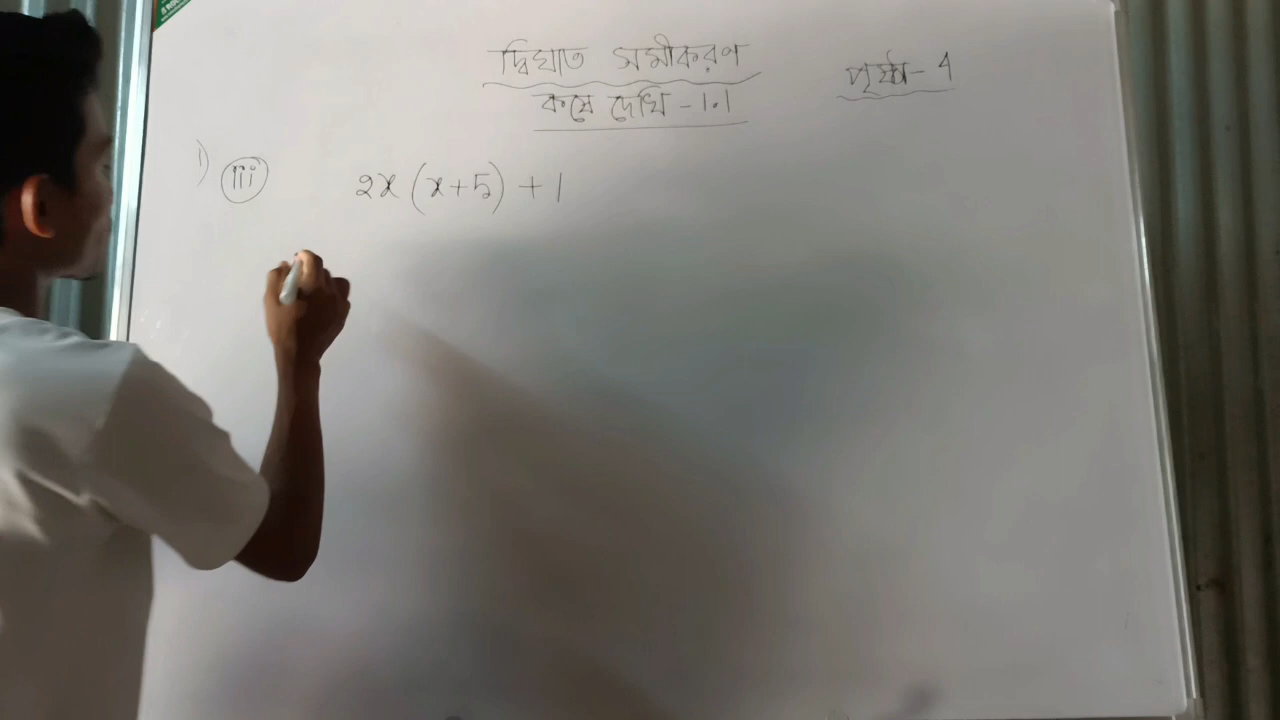 দ্বিঘাত সমীকরণ
কষে দেখি - 1.1
পৃষ্ঠা - 4
1) iii 2x (x+5) + 1